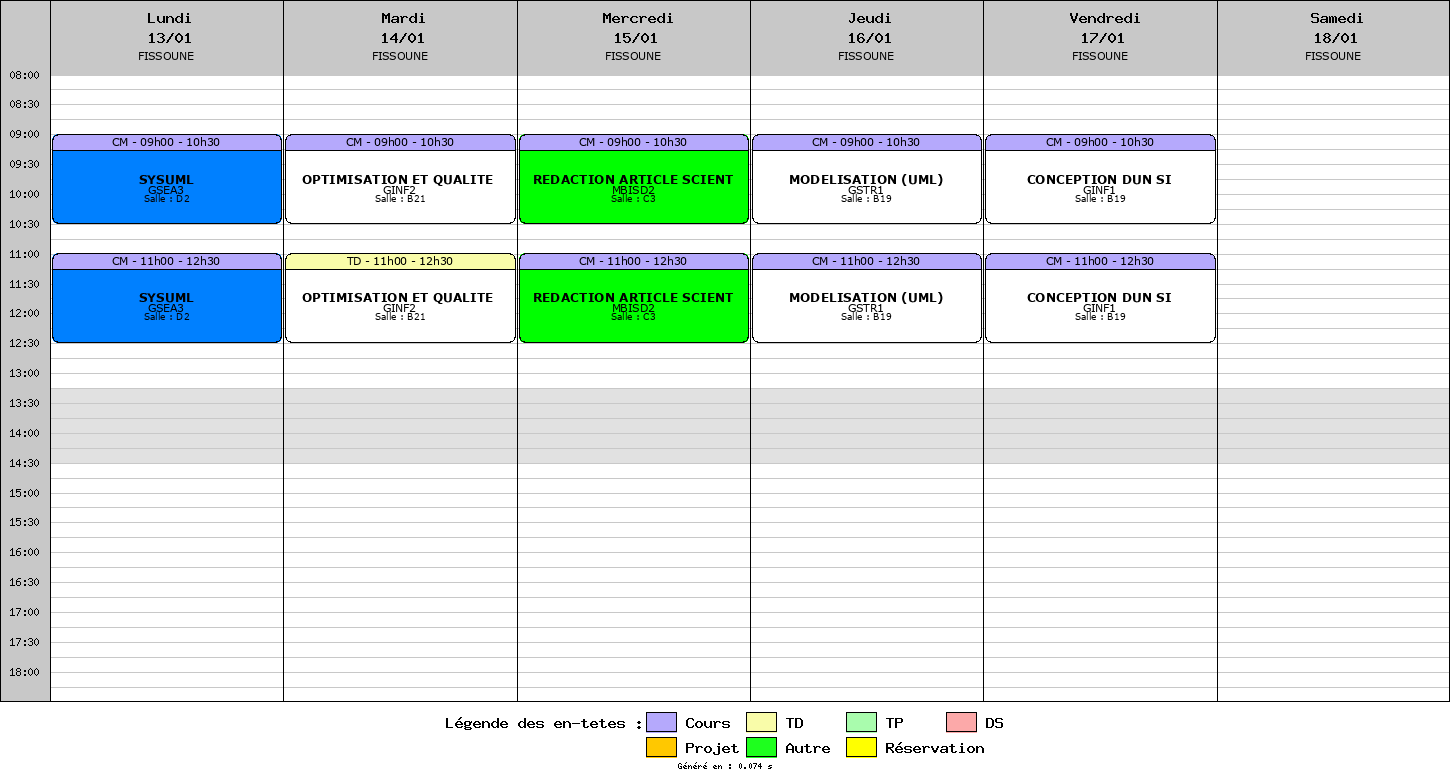 Lundi
13/01
FISSOUNE
Mardi
14/01
FISSOUNE
Mercredi
15/01
FISSOUNE
Jeudi
16/01
FISSOUNE
Vendredi
17/01
FISSOUNE
Samedi
18/01
FISSOUNE
08:00
08:30
09:00
09:30
10:00
10:30
11:00
11:30
12:00
12:30
13:00
13:30
14:00
14:30
15:00
15:30
16:00
16:30
17:00
17:30
18:00
CM - 09h00 - 10h30
SYSUML
GSEA3
Salle : D2
CM - 11h00 - 12h30
SYSUML
GSEA3
Salle : D2
CM - 09h00 - 10h30
OPTIMISATION ET QUALITE
GINF2
Salle : B21
TD - 11h00 - 12h30
OPTIMISATION ET QUALITE
GINF2
Salle : B21
CM - 09h00 - 10h30
REDACTION ARTICLE SCIENT
MBISD2
Salle : C3
CM - 11h00 - 12h30
REDACTION ARTICLE SCIENT
MBISD2
Salle : C3
CM - 09h00 - 10h30
MODELISATION (UML)
GSTR1
Salle : B19
CM - 11h00 - 12h30
MODELISATION (UML)
GSTR1
Salle : B19
CM - 09h00 - 10h30
CONCEPTION DUN SI
GINF1
Salle : B19
CM - 11h00 - 12h30
CONCEPTION DUN SI
GINF1
Salle : B19
Légende des en-tetes : Cours TD TP DS
Projet Autre Réservation
Généré en : 0.074 s